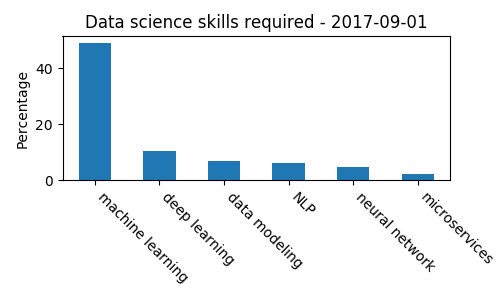 Data science skills required - 2017-09-01
Percentage
40
20
0
machine learning
deep learning
data modeling
NLP
neural network
microservices